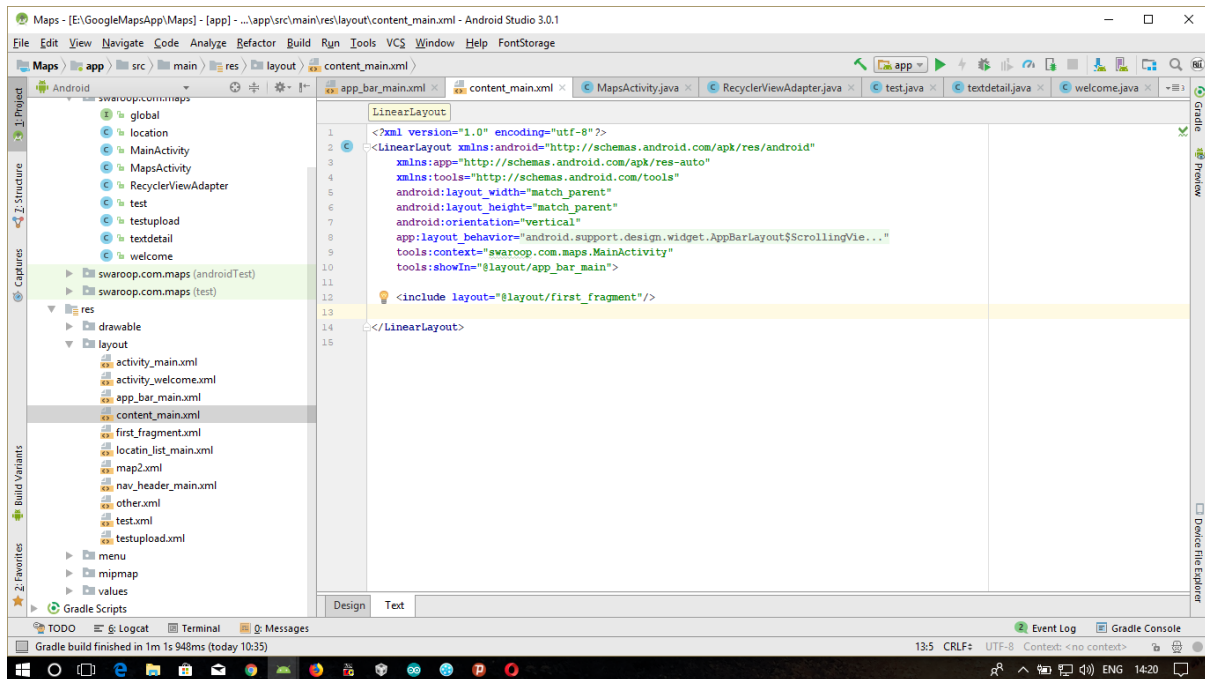 Maps - [E:\GoogleMapsApp\Maps] - [app] - ...\app\src\main\res\layout\content_main.xml - Android Studio 3.0.1
File Edit View Navigate Code Analyze Refactor Build Run Tools VCS Window Help FontStorage
Maps app src main res layout content_main.xml app
Android
app_bar_main.xml content_main.xml MapsActivity.java RecyclerViewAdapter.java test.java textdetail.java welcome.java
1: Project
7: Structure
Captures
Build Variants
2: Favorites
swaroop.com.maps
global
location
MainActivity
MapsActivity
RecyclerViewAdapter
test
testupload
textdetail
welcome
swaroop.com.maps (androidTest)
swaroop.com.maps (test)
res
drawable
layout
activity_main.xml
activity_welcome.xml
app_bar_main.xml
content_main.xml
first_fragment.xml
locatin_list_main.xml
map2.xml
nav_header_main.xml
other.xml
test.xml
testupload.xml
menu
mipmap
values
Gradle Scripts
LinearLayout
1 <?xml version="1.0" encoding="utf-8"?>
2 <LinearLayout xmlns:android="http://schemas.android.com/apk/res/android"
3 xmlns:app="http://schemas.android.com/apk/res-auto"
4 xmlns:tools="http://schemas.android.com/tools"
5 android:layout_width="match_parent"
6 android:layout_height="match_parent"
7 android:orientation="vertical"
8 app:layout_behavior="android.support.design.widget.AppBarLayout$ScrollingVie..."
9 tools:context="swaroop.com.maps.MainActivity"
10 tools:showIn="@layout/app_bar_main">
11
12 <include layout="@layout/first_fragment"/>
13
14 </LinearLayout>
15
Design Text
Gradle
Preview
Device File Explorer
TODO 6: Logcat Terminal 0: Messages 2 Event Log Gradle Console
Gradle build finished in 1m 1s 948ms (today 10:35) 13:5 CRLF UTF-8 Context: <no context>
ENG 14:20